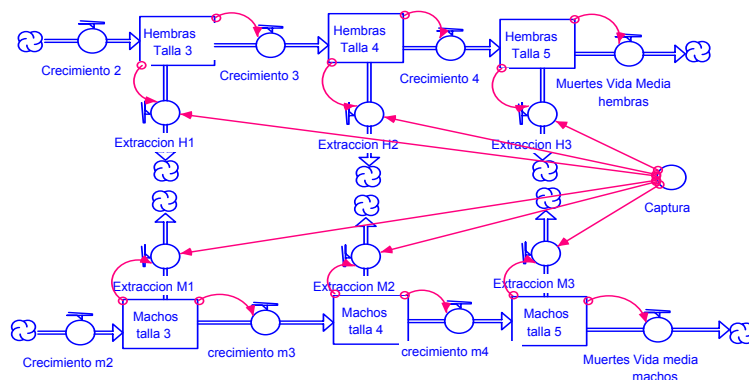 Hembras
Talla 3
Hembras
Talla 4
Hembras
Talla 5
Crecimiento 2
Crecimiento 3
Crecimiento 4
Muertes Vida Media
hembras
Extraccion H1
Extraccion H2
Extraccion H3
Captura
Extraccion M1
Extraccion M2
Extraccion M3
Machos
talla 3
Machos
talla 4
Machos
talla 5
Crecimiento m2
crecimiento m3
crecimiento m4
Muertes Vida media
machos